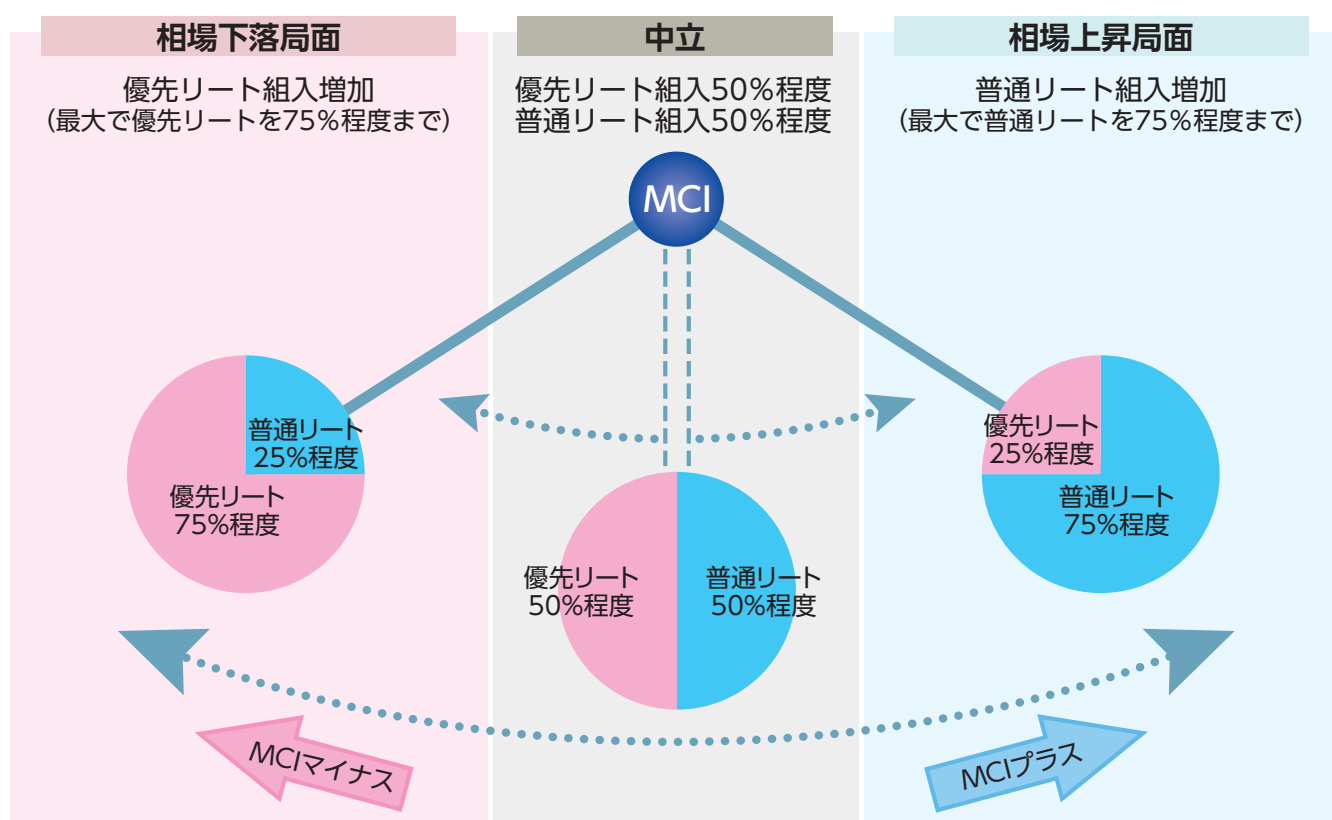 相場下落局面
優先リート組入増加
（最大で優先リートを75％程度まで）
中立
優先リート組入50％程度
普通リート組入50％程度
相場上昇局面
普通リート組入増加
（最大で普通リートを75％程度まで）
MCI
普通リート
25%程度
優先リート
75%程度
優先リート
50%程度
普通リート
50%程度
優先リート
25%程度
普通リート
75%程度
MCIマイナス
MCIプラス